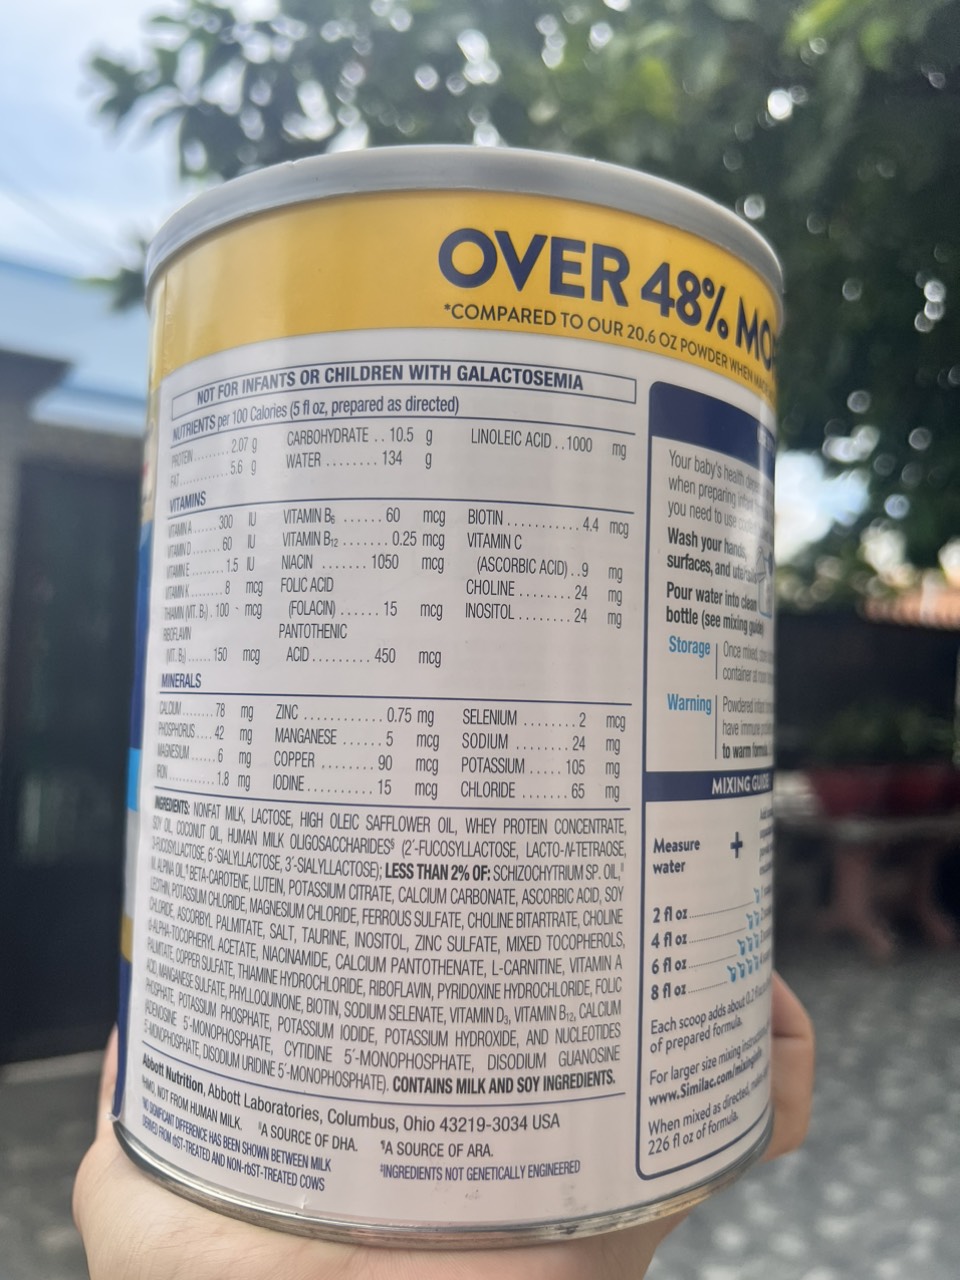 OVER 48% MO
*COMPARED TO OUR 20.6 OZ POWDER WHEN
NOT FOR INFANTS OR CHILDREN WITH GALACTOSEMIA
NUTRIENTS per 100 Calories (5 fl oz, prepared as directed)
PROTEIN.........2.07 g
FAT.............5.6 g
CARBOHYDRATE..10.5 g
WATER........134 g
LINOLEIC ACID..1000 mg
VITAMINS
VITAMIN A......300 IU
VITAMIN D......60 IU
VITAMIN E........1.5 IU
VITAMIN K........8 mcg
THIAMIN (VIT. B₁).100 mcg
RIBOFLAVIN
(VIT. B₂)......150 mcg
VITAMIN B₆......60 mcg
VITAMIN B₁₂.......0.25 mcg
NIACIN........1050 mcg
FOLIC ACID
(FOLACIN)......15 mcg
PANTOTHENIC
ACID.........450 mcg
BIOTIN..........4.4 mcg
VITAMIN C
(ASCORBIC ACID)..9 mg
CHOLINE........24 mg
INOSITOL........24 mg
MINERALS
CALCIUM........78 mg
PHOSPHORUS....42 mg
MAGNESIUM.....6 mg
IRON...........1.8 mg
ZINC............0.75 mg
MANGANESE......5 mcg
COPPER........90 mcg
IODINE..........15 mcg
SELENIUM........2 mcg
SODIUM........24 mg
POTASSIUM.....105 mg
CHLORIDE.......65 mg
INGREDIENTS: NONFAT MILK, LACTOSE, HIGH OLEIC SAFFLOWER OIL, WHEY PROTEIN CONCENTRATE,
SOY OIL, COCONUT OIL, HUMAN MILK OLIGOSACCHARIDES§ (2′-FUCOSYLLACTOSE, LACTO-N-TETRAOSE,
3-FUCOSYLLACTOSE, 6′-SIALYLLACTOSE, 3′-SIALYLLACTOSE); LESS THAN 2% OF: SCHIZOCHYTRIUM SP. OIL,
M. ALPINA OIL, BETA-CAROTENE, LUTEIN, POTASSIUM CITRATE, CALCIUM CARBONATE, ASCORBIC ACID, SOY
LECITHIN, POTASSIUM CHLORIDE, MAGNESIUM CHLORIDE, FERROUS SULFATE, CHOLINE BITARTRATE, CHOLINE
CHLORIDE, ASCORBYL PALMITATE, SALT, TAURINE, INOSITOL, ZINC SULFATE, MIXED TOCOPHEROLS,
d-ALPHA-TOCOPHERYL ACETATE, NIACINAMIDE, CALCIUM PANTOTHENATE, L-CARNITINE, VITAMIN A
PALMITATE, COPPER SULFATE, THIAMINE HYDROCHLORIDE, RIBOFLAVIN, PYRIDOXINE HYDROCHLORIDE, FOLIC
ACID, MANGANESE SULFATE, PHYLLOQUINONE, BIOTIN, SODIUM SELENATE, VITAMIN D₃, VITAMIN B₁₂, CALCIUM
PHOSPHATE, POTASSIUM PHOSPHATE, POTASSIUM IODIDE, POTASSIUM HYDROXIDE, AND NUCLEOTIDES
(ADENOSINE 5′-MONOPHOSPHATE, CYTIDINE 5′-MONOPHOSPHATE, DISODIUM GUANOSINE
5′-MONOPHOSPHATE, DISODIUM URIDINE 5′-MONOPHOSPHATE). CONTAINS MILK AND SOY INGREDIENTS.
Abbott Nutrition, Abbott Laboratories, Columbus, Ohio 43219-3034 USA
§HMO, NOT FROM HUMAN MILK. A SOURCE OF DHA. ¶A SOURCE OF ARA.
NO SIGNIFICANT DIFFERENCE HAS BEEN SHOWN BETWEEN MILK
DERIVED FROM rbST-TREATED AND NON-rbST-TREATED COWS
‡INGREDIENTS NOT GENETICALLY ENGINEERED
Your baby's health
when preparing
you need to use
Wash your hands,
surfaces, and
Pour water into clean
bottle (see mixing guide)
Storage
Once mixed,
container at
Warning
Powdered
have immune
to warm formula.
MIXING GUIDE
Measure
water
+
2 fl oz
4 fl oz
6 fl oz
8 fl oz
Each scoop adds about 0.2
of prepared formula.
For larger size mixing
www.Similac.com/
When mixed as directed,
226 fl oz of formula.